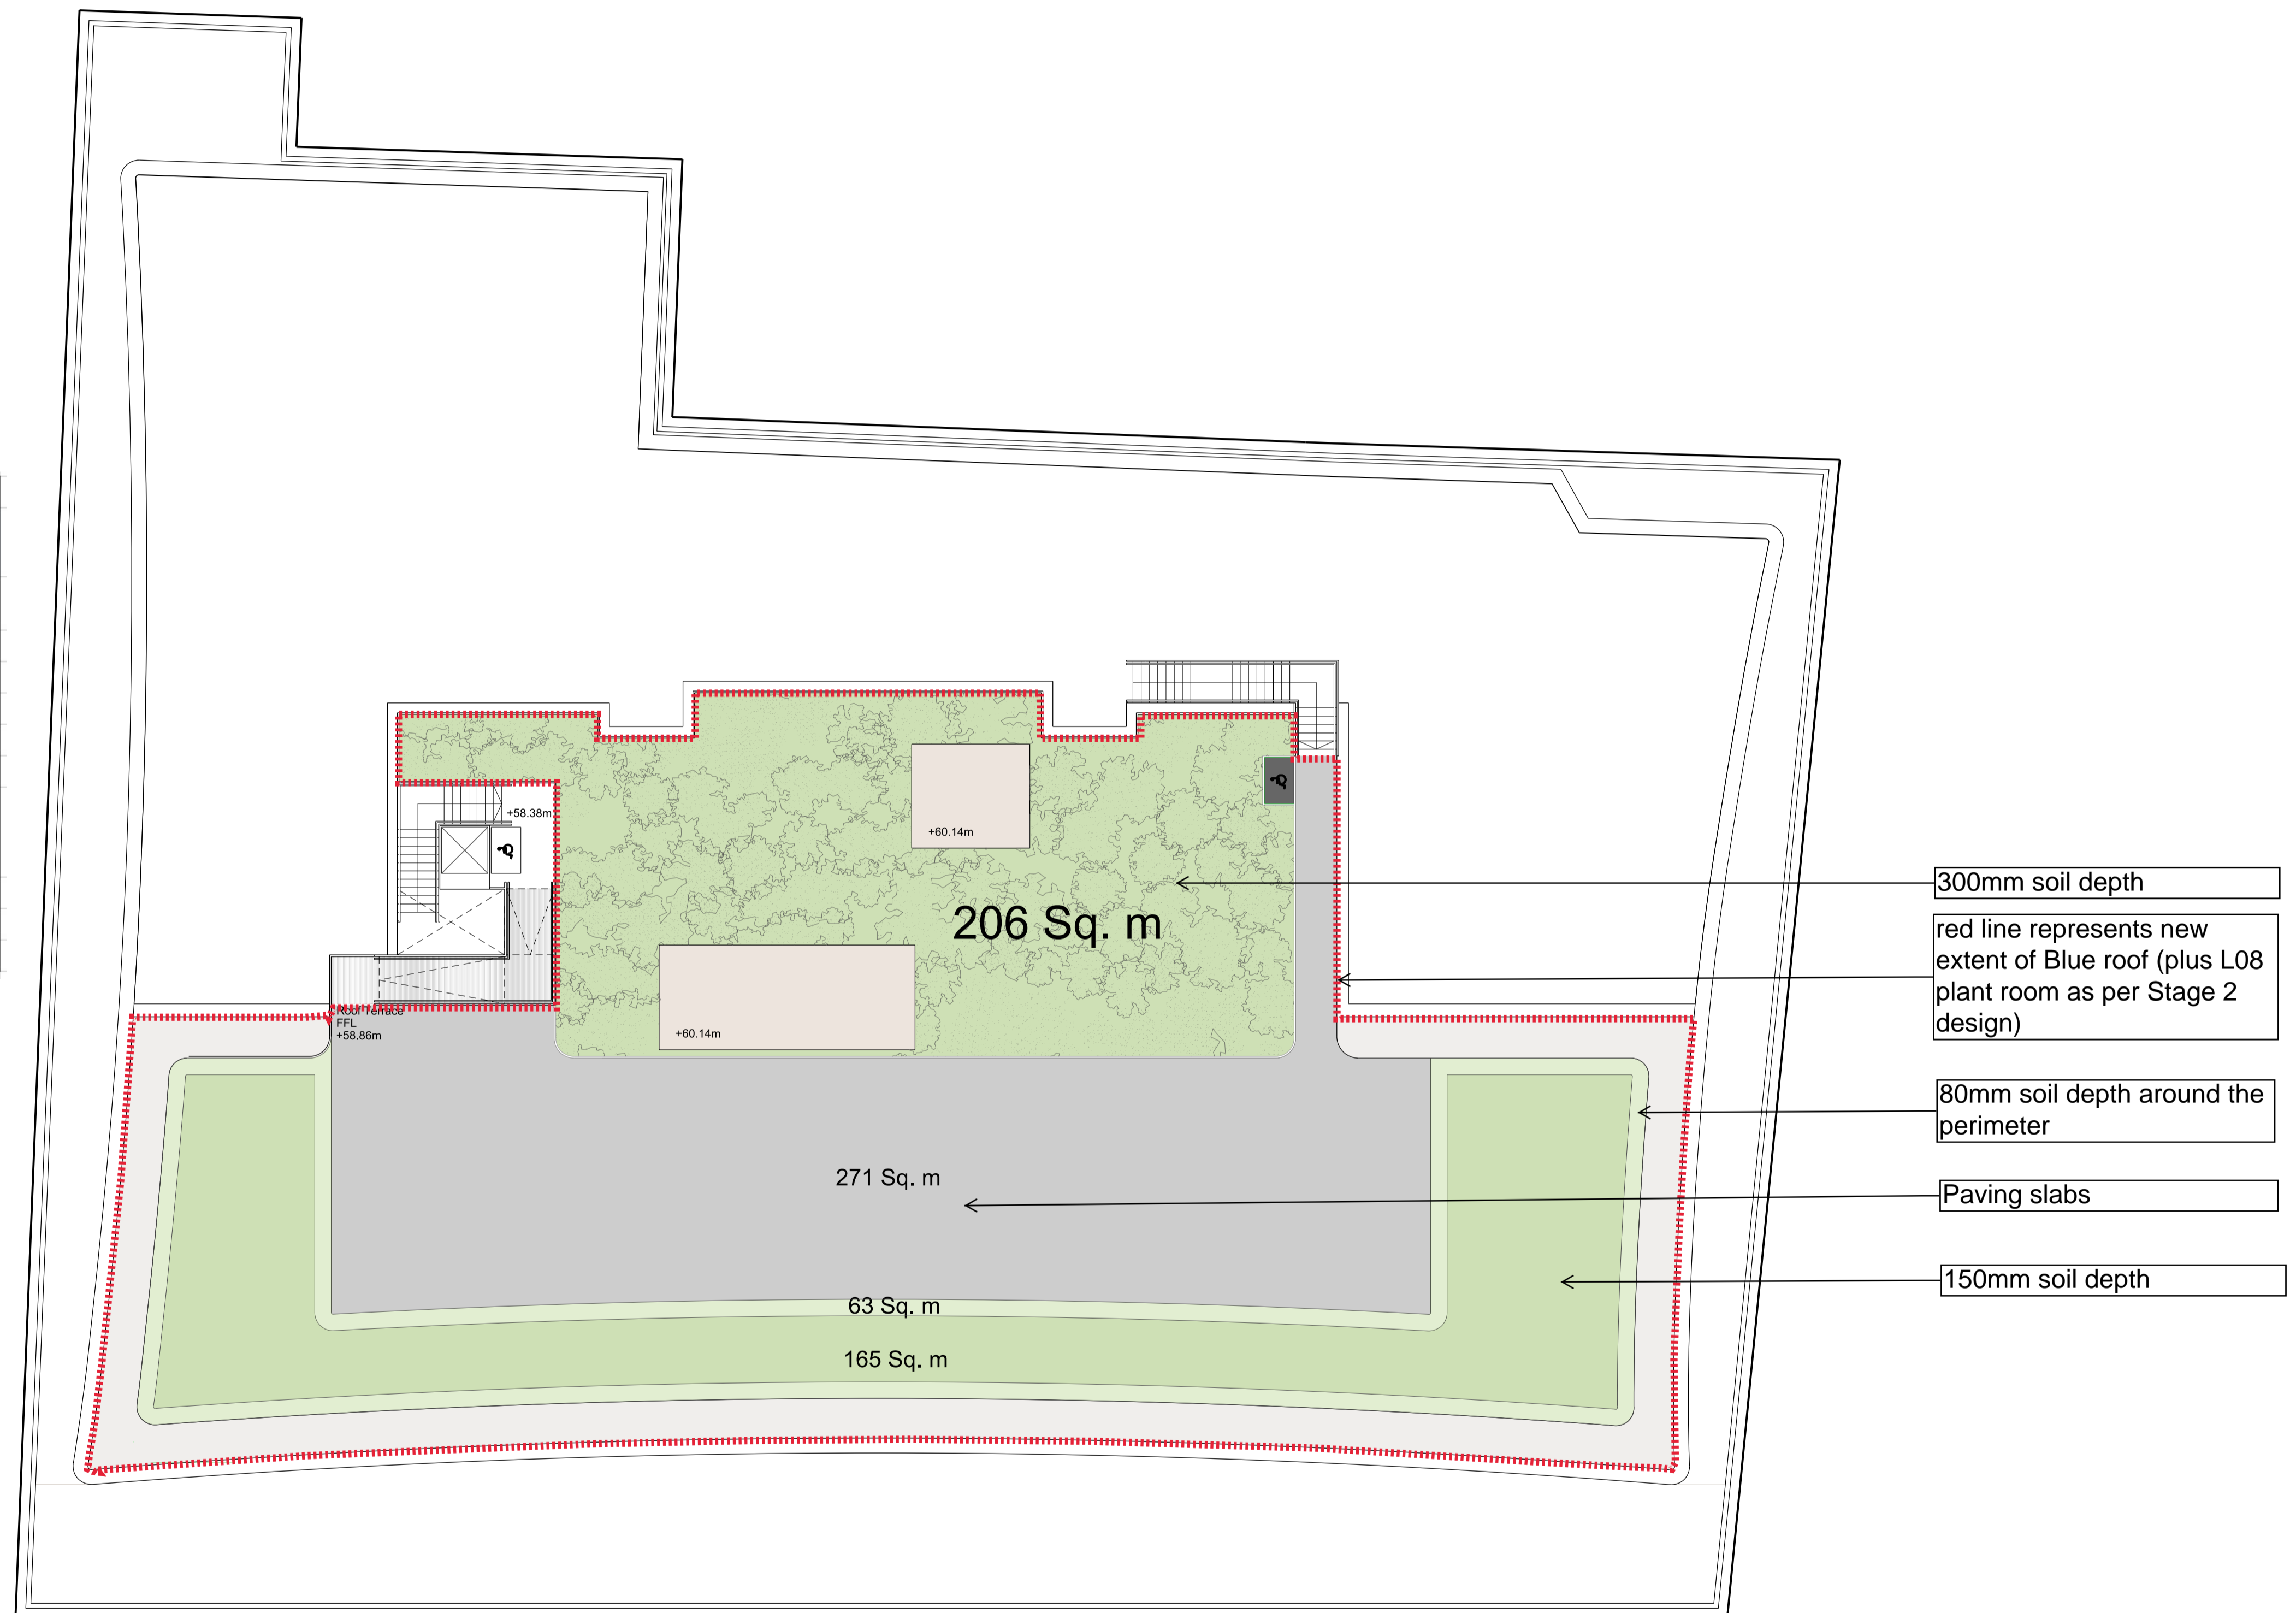 +58.38m
+60.14m
300mm soil depth
206 Sq. m
red line represents new
extent of Blue roof (plus L08
plant room as per Stage 2
design)
Roof Terrace
FFL
+58.86m
+60.14m
80mm soil depth around the
perimeter
271 Sq. m
Paving slabs
63 Sq. m
150mm soil depth
165 Sq. m